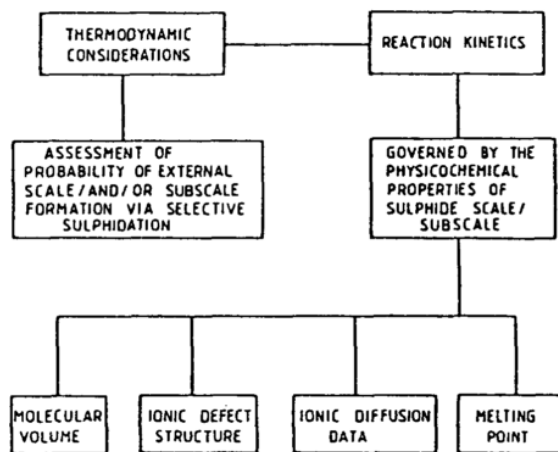 THERMODYNAMIC
CONSIDERATIONS
REACTION KINETICS
ASSESSMENT OF
PROBABILITY OF EXTERNAL
SCALE/AND/OR SUBSCALE
FORMATION VIA SELECTIVE
SULPHIDATION
GOVERNED BY THE
PHYSICOCHEMICAL
PROPERTIES OF
SULPHIDE SCALE/
SUBSCALE
MOLECULAR
VOLUME
IONIC DEFECT
STRUCTURE
IONIC DIFFUSION
DATA
MELTING
POINT